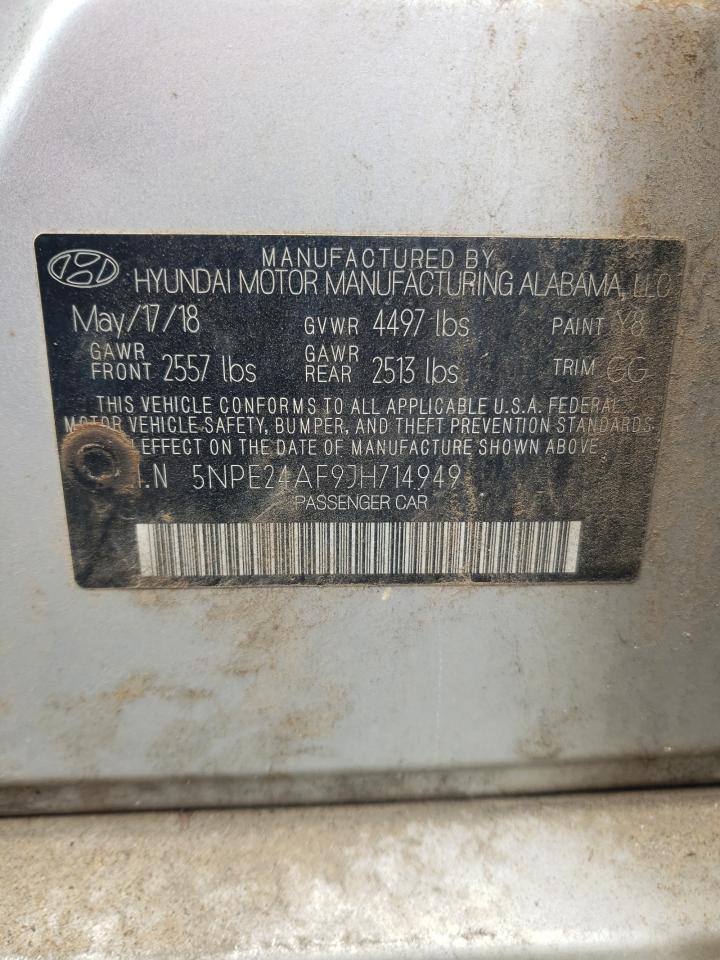 MANUFACTURED BY
HYUNDAI MOTOR MANUFACTURING ALABAMA, LLC
May/17/18 GVWR 4497 lbs PAINT Y8
GAWR FRONT 2557 lbs GAWR REAR 2513 lbs TRIM GG
THIS VEHICLE CONFORMS TO ALL APPLICABLE U.S.A. FEDERAL
MOTOR VEHICLE SAFETY, BUMPER, AND THEFT PREVENTION STANDARDS
EFFECT ON THE DATE OF MANUFACTURE SHOWN ABOVE
.N 5NPE24AF9JH714949
PASSENGER CAR